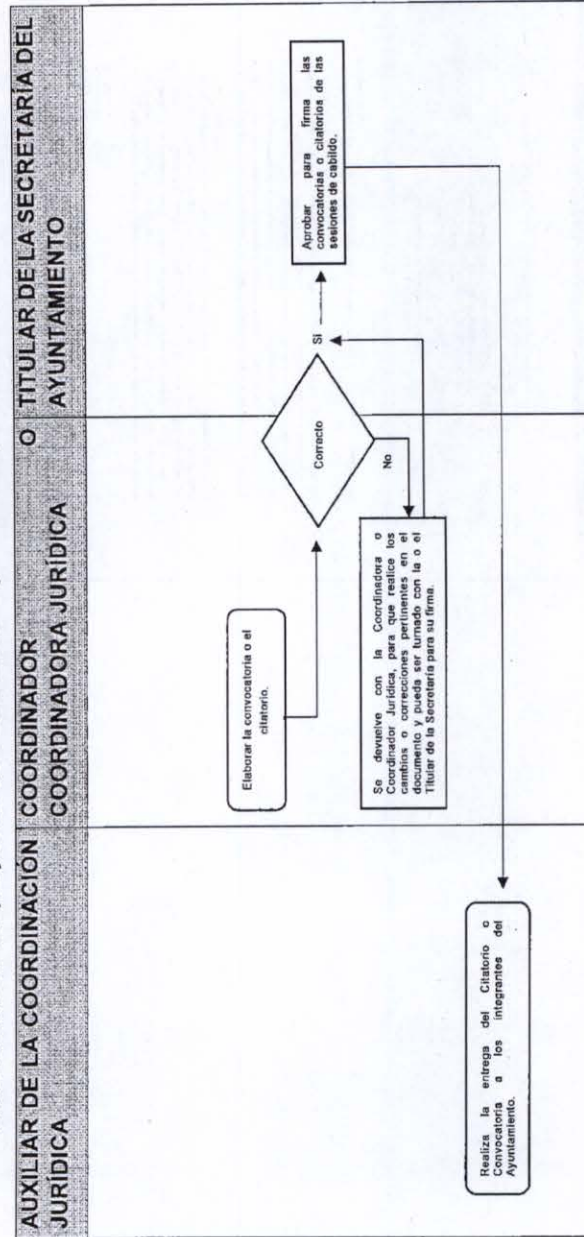 AUXILIAR DE LA COORDINACIÓN
JURÍDICA
COORDINADOR O
COORDINADORA JURÍDICA
TITULAR DE LA SECRETARÍA DEL
AYUNTAMIENTO
Elaborar la convocatoria o el
citatorio.
Correcto
Sí
No
Aprobar para firma las
convocatorias o citatorios de las
sesiones de cabildo.
Se devuelve con la Coordinadora o
Coordinador Jurídica, para que realice los
cambios o correcciones pertinentes en el
documento y pueda ser turnado con la o el
Titular de la Secretaría para su firma.
Realiza la entrega del Citatorio o
Convocatoria a los integrantes del
Ayuntamiento.